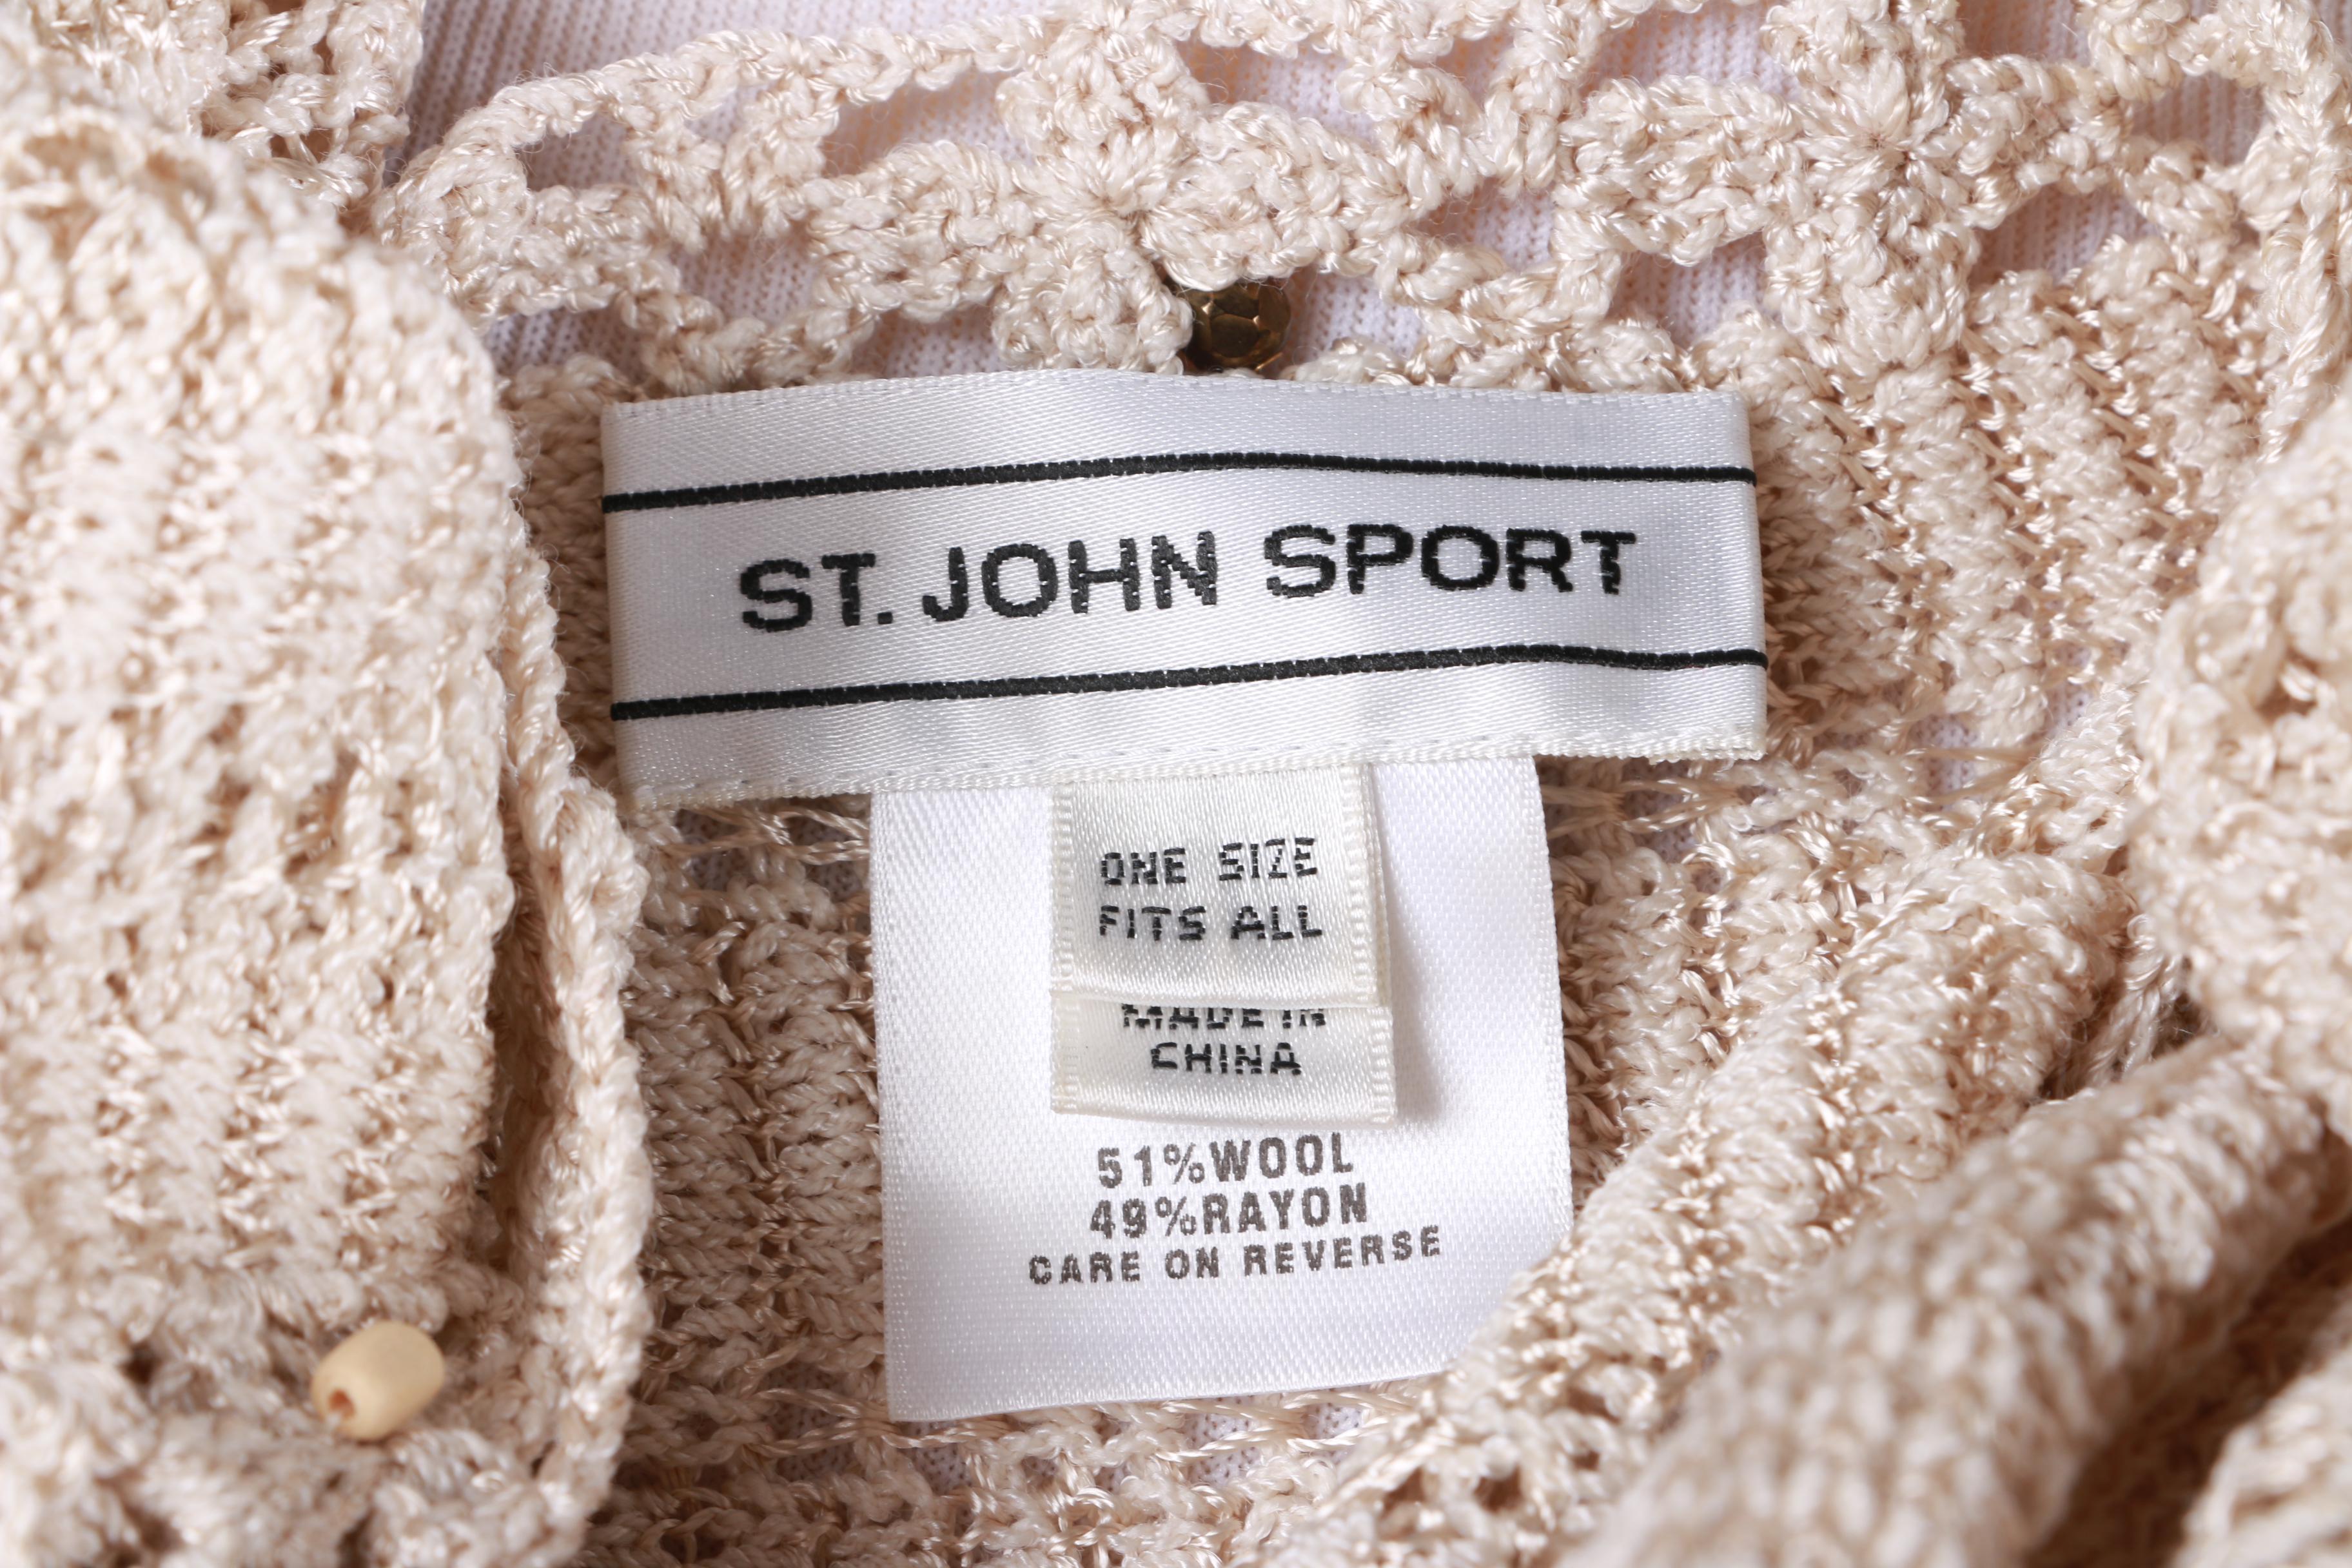 ST. JOHN SPORT
ONE SIZE
FITS ALL
MADE IN
CHINA
51%WOOL
49%RAYON
CARE ON REVERSE